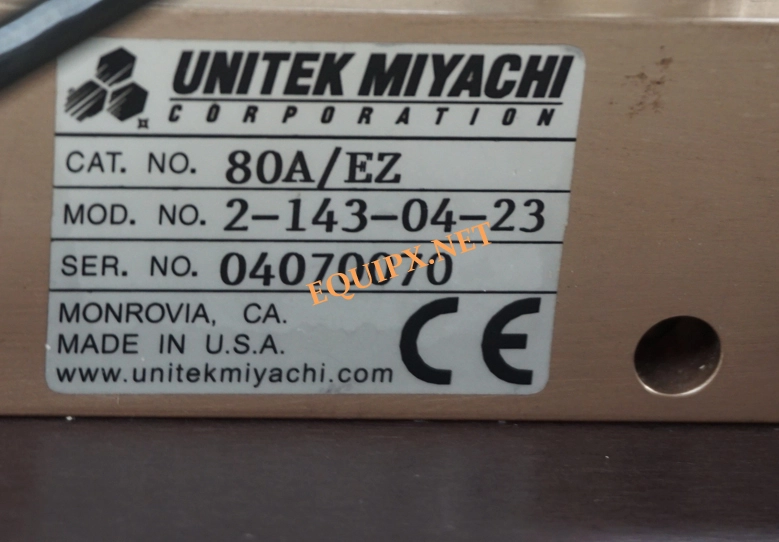 UNITEK MIYACHI
CORPORATION
CAT. NO. 80A/EZ
MOD. NO. 2-143-04-23
SER. NO. 04070070
MONROVIA, CA.
MADE IN U.S.A.
www.unitekmiyachi.com
CE
EQUIPX.NET